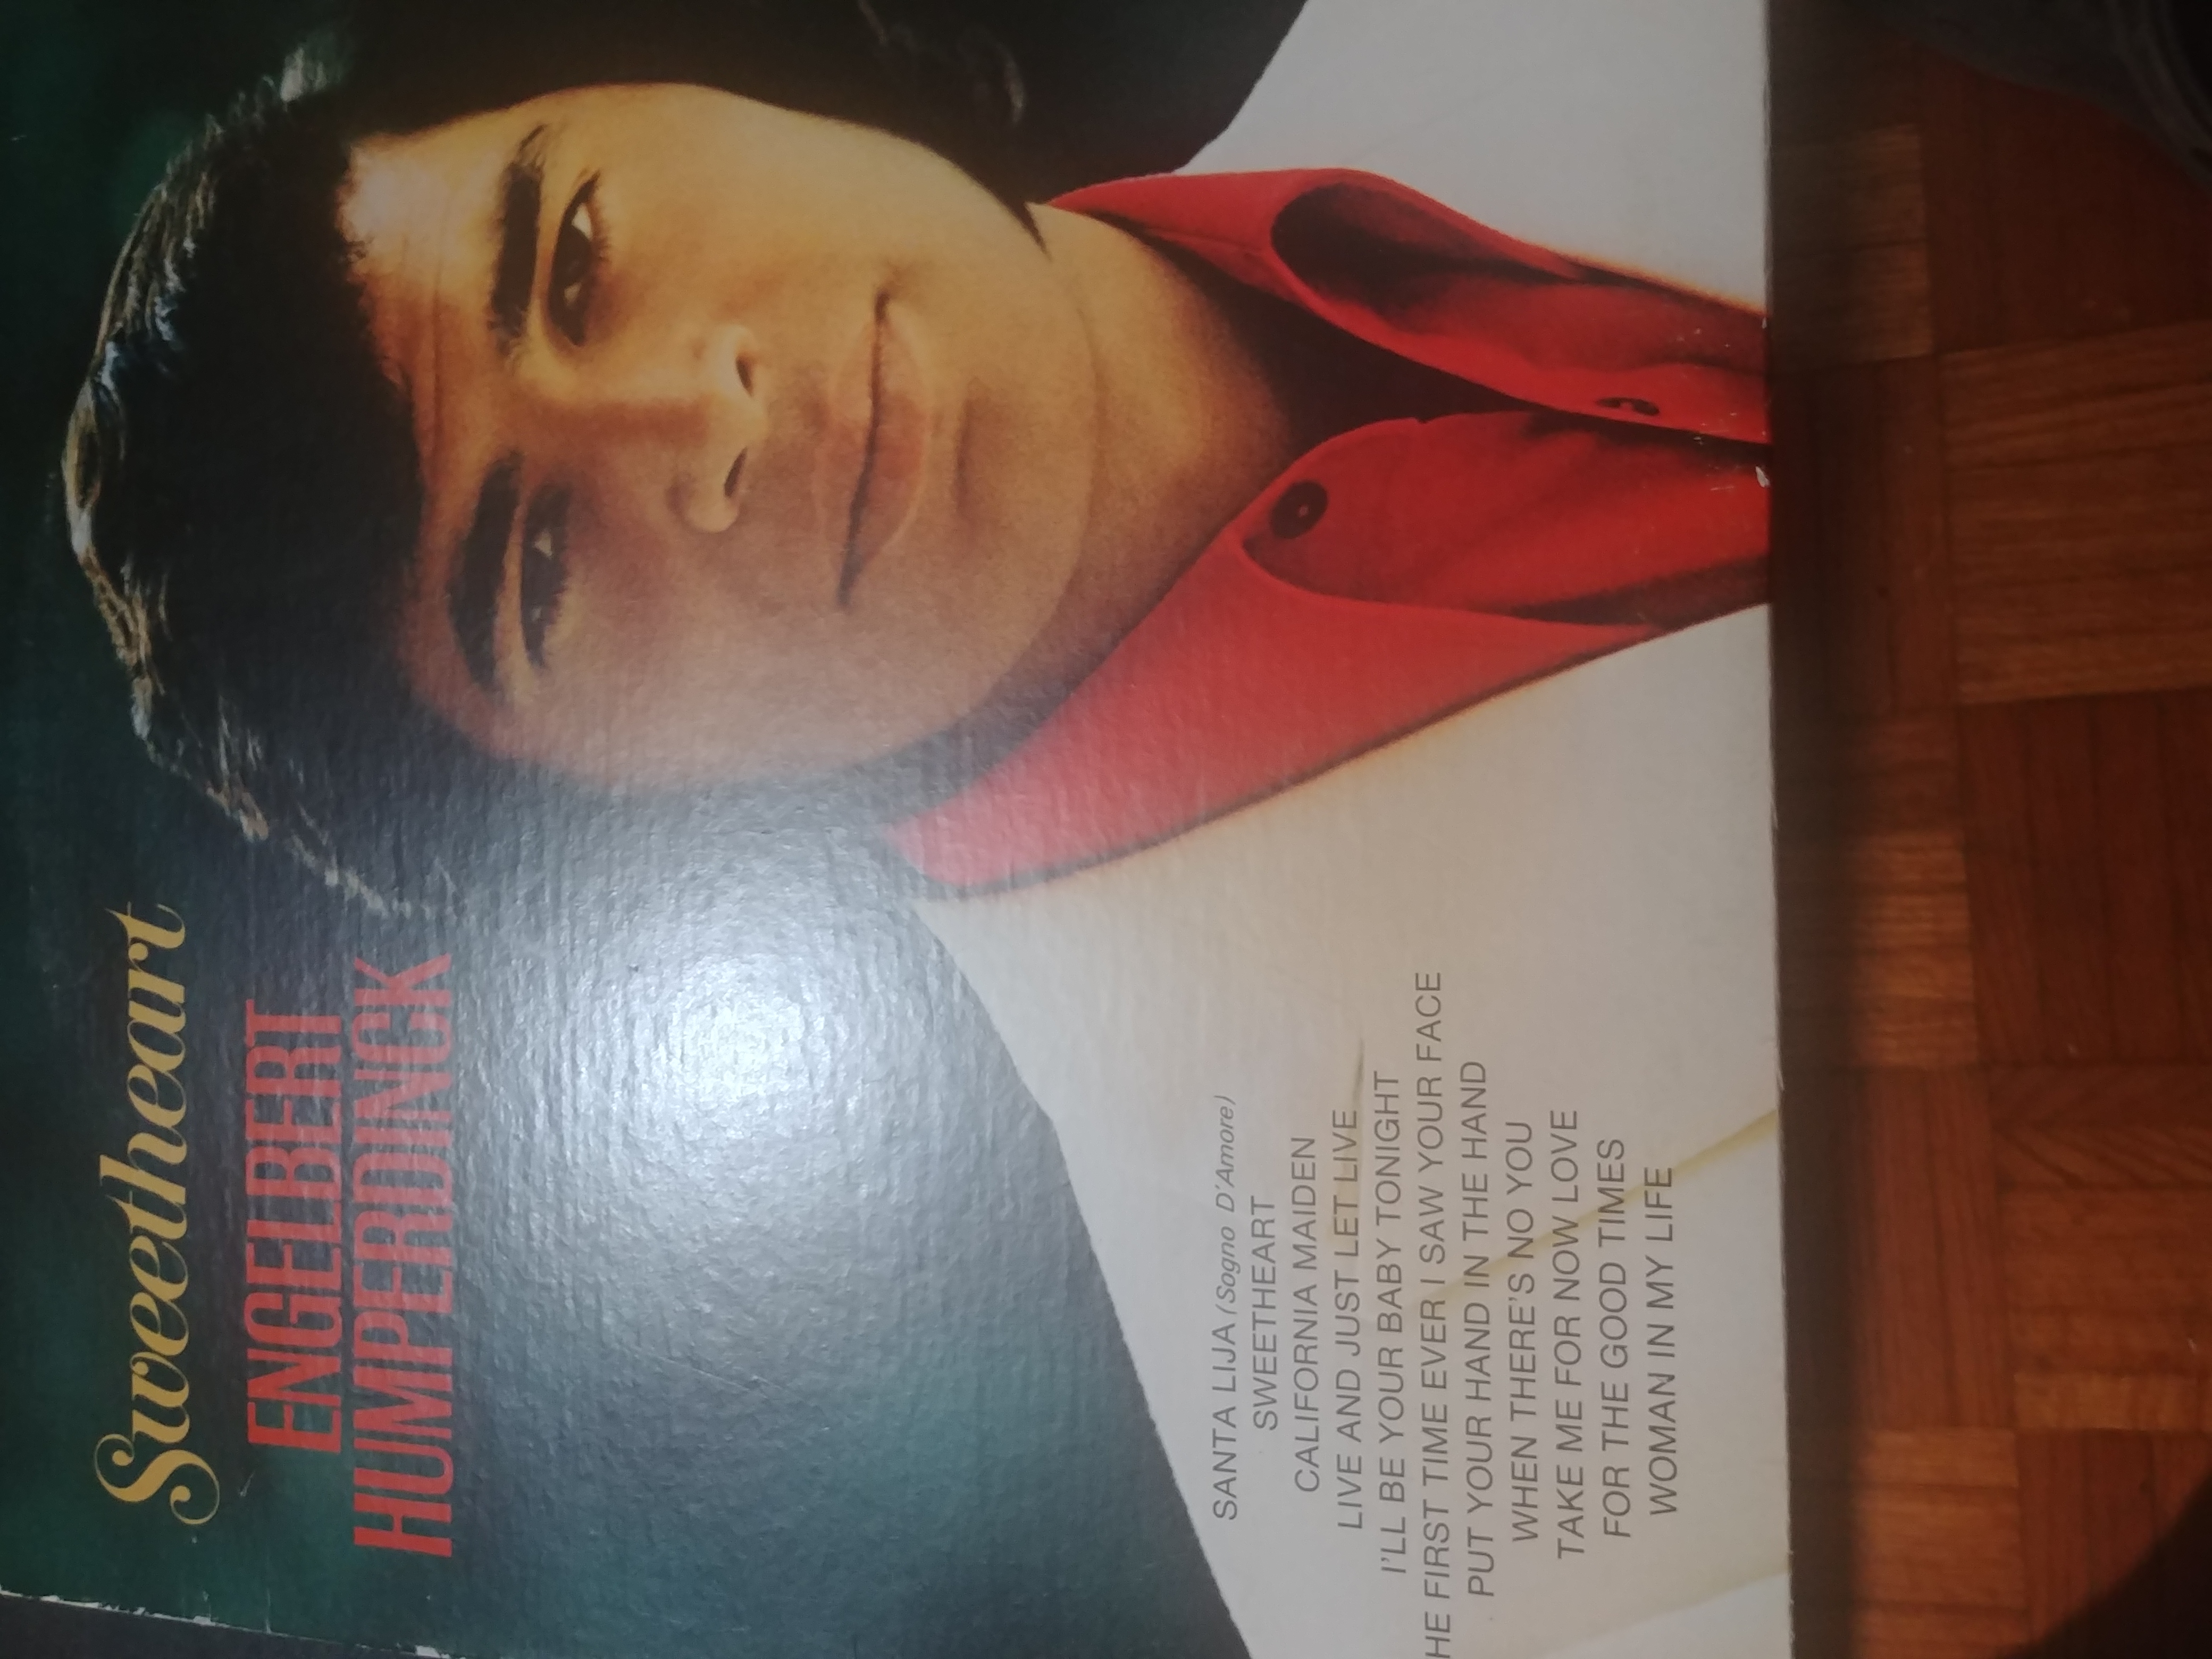 Sweetheart
ENGELBERT
HUMPERDINCK
SANTA LIJA (Sogno D'Amore)
SWEETHEART
CALIFORNIA MAIDEN
LIVE AND JUST LET LIVE
I'LL BE YOUR BABY TONIGHT
HE FIRST TIME EVER I SAW YOUR FACE
PUT YOUR HAND IN THE HAND
WHEN THERE'S NO YOU
TAKE ME FOR NOW LOVE
FOR THE GOOD TIMES
WOMAN IN MY LIFE